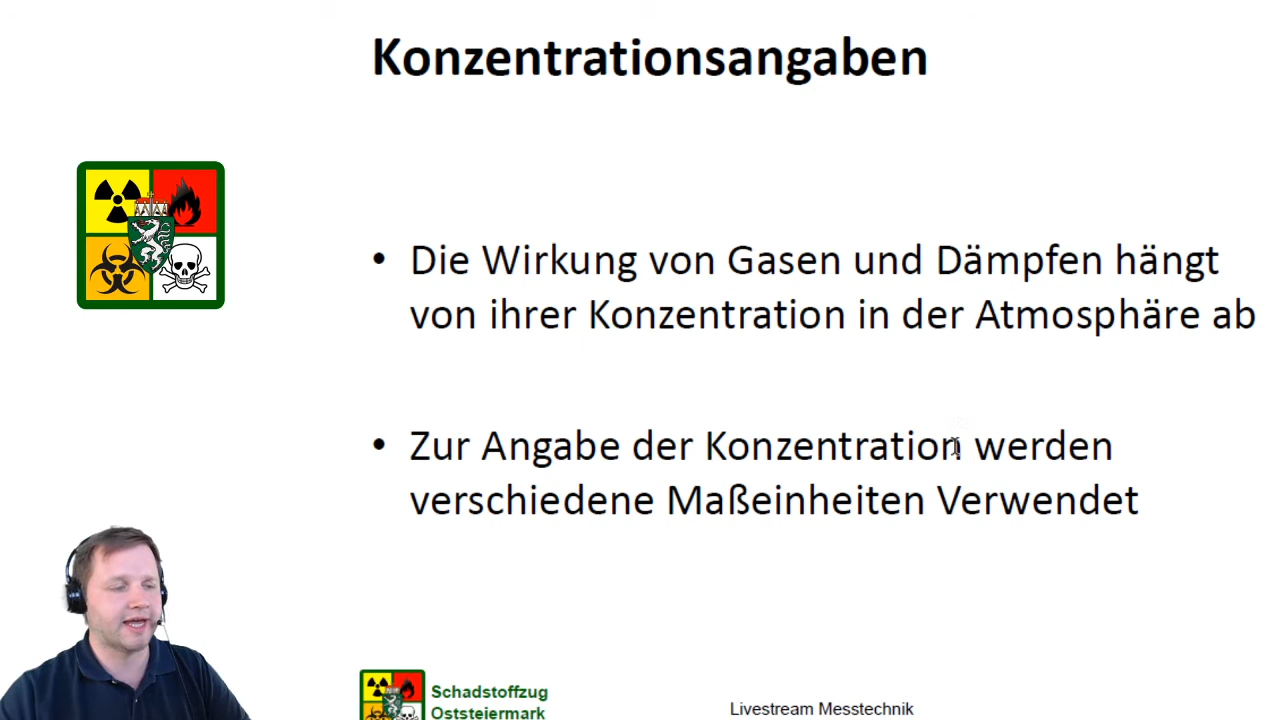 Konzentrationsangaben
• Die Wirkung von Gasen und Dämpfen hängt
von ihrer Konzentration in der Atmosphäre ab
• Zur Angabe der Konzentration werden
verschiedene Maßeinheiten Verwendet
Schadstoffzug
Oststeiermark
Livestream Messtechnik